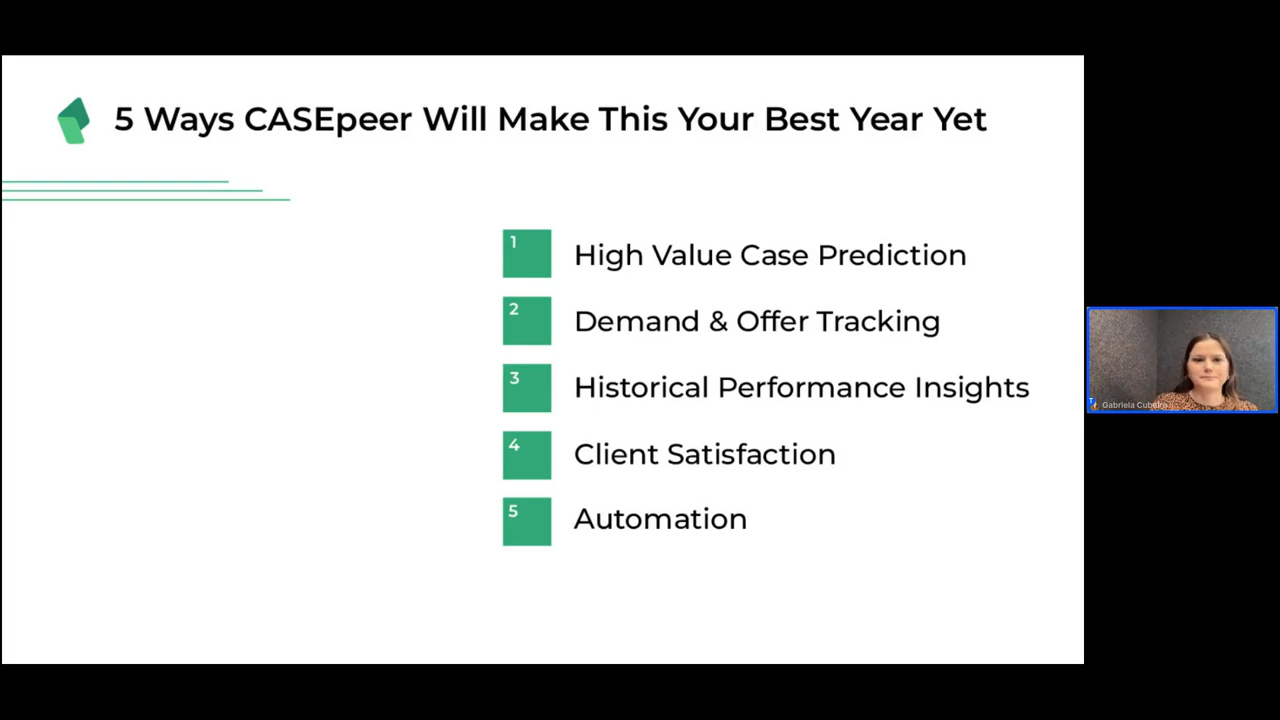 5 Ways CASEpeer Will Make This Your Best Year Yet
1 High Value Case Prediction
2 Demand & Offer Tracking
3 Historical Performance Insights
4 Client Satisfaction
5 Automation
Gabriela